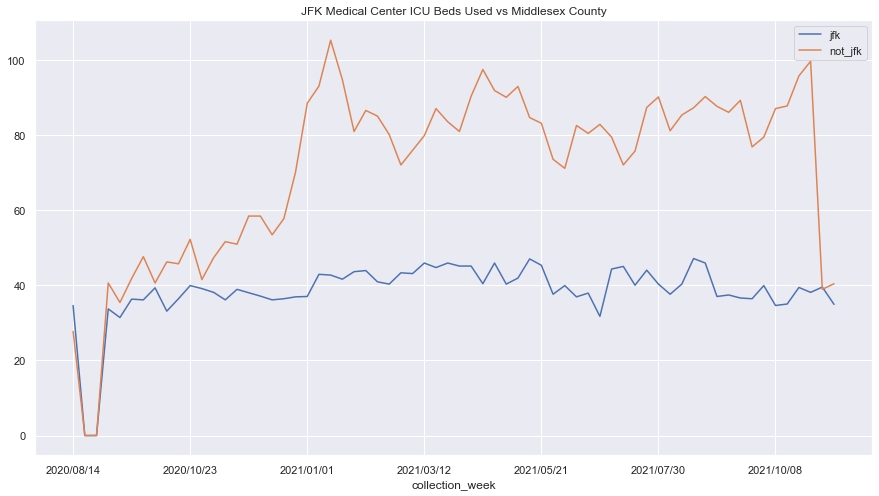 JFK Medical Center ICU Beds Used vs Middlesex County
jfk
not_jfk
100
80
60
40
20
0
2020/08/14 2020/10/23 2021/01/01 2021/03/12 2021/05/21 2021/07/30 2021/10/08
collection_week